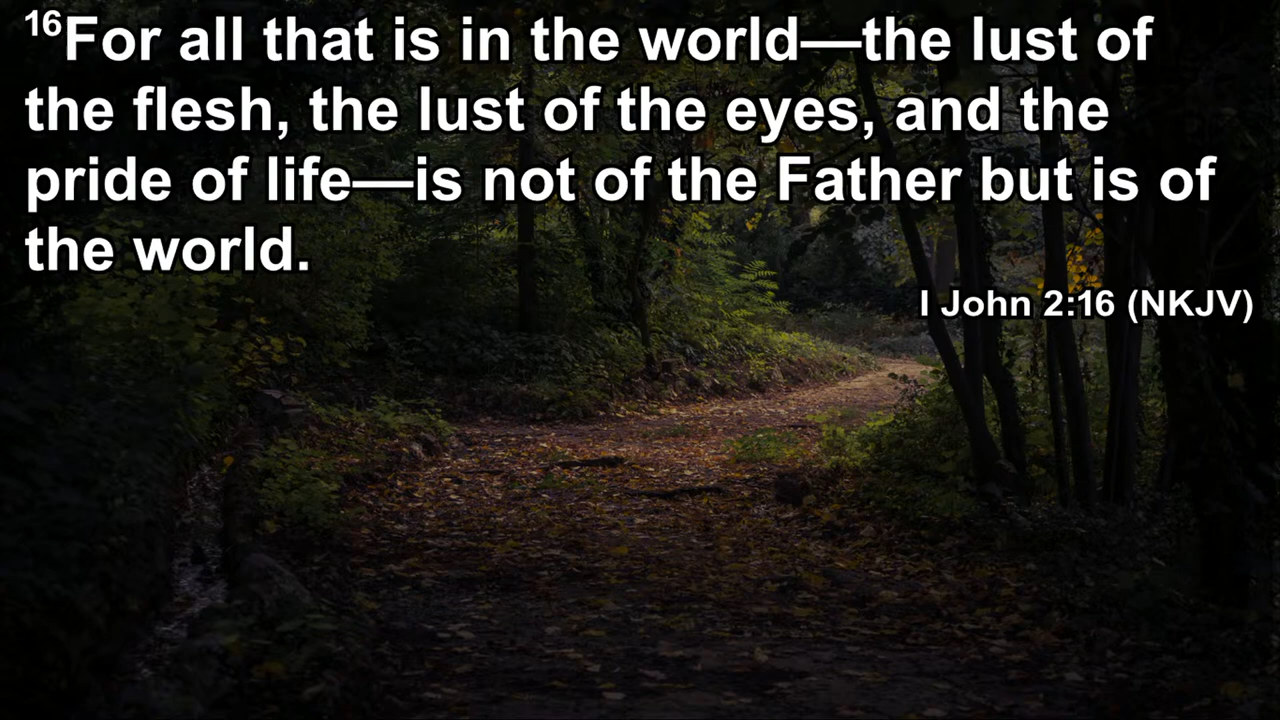 16For all that is in the world—the lust of
the flesh, the lust of the eyes, and the
pride of life—is not of the Father but is of
the world.
I John 2:16 (NKJV)